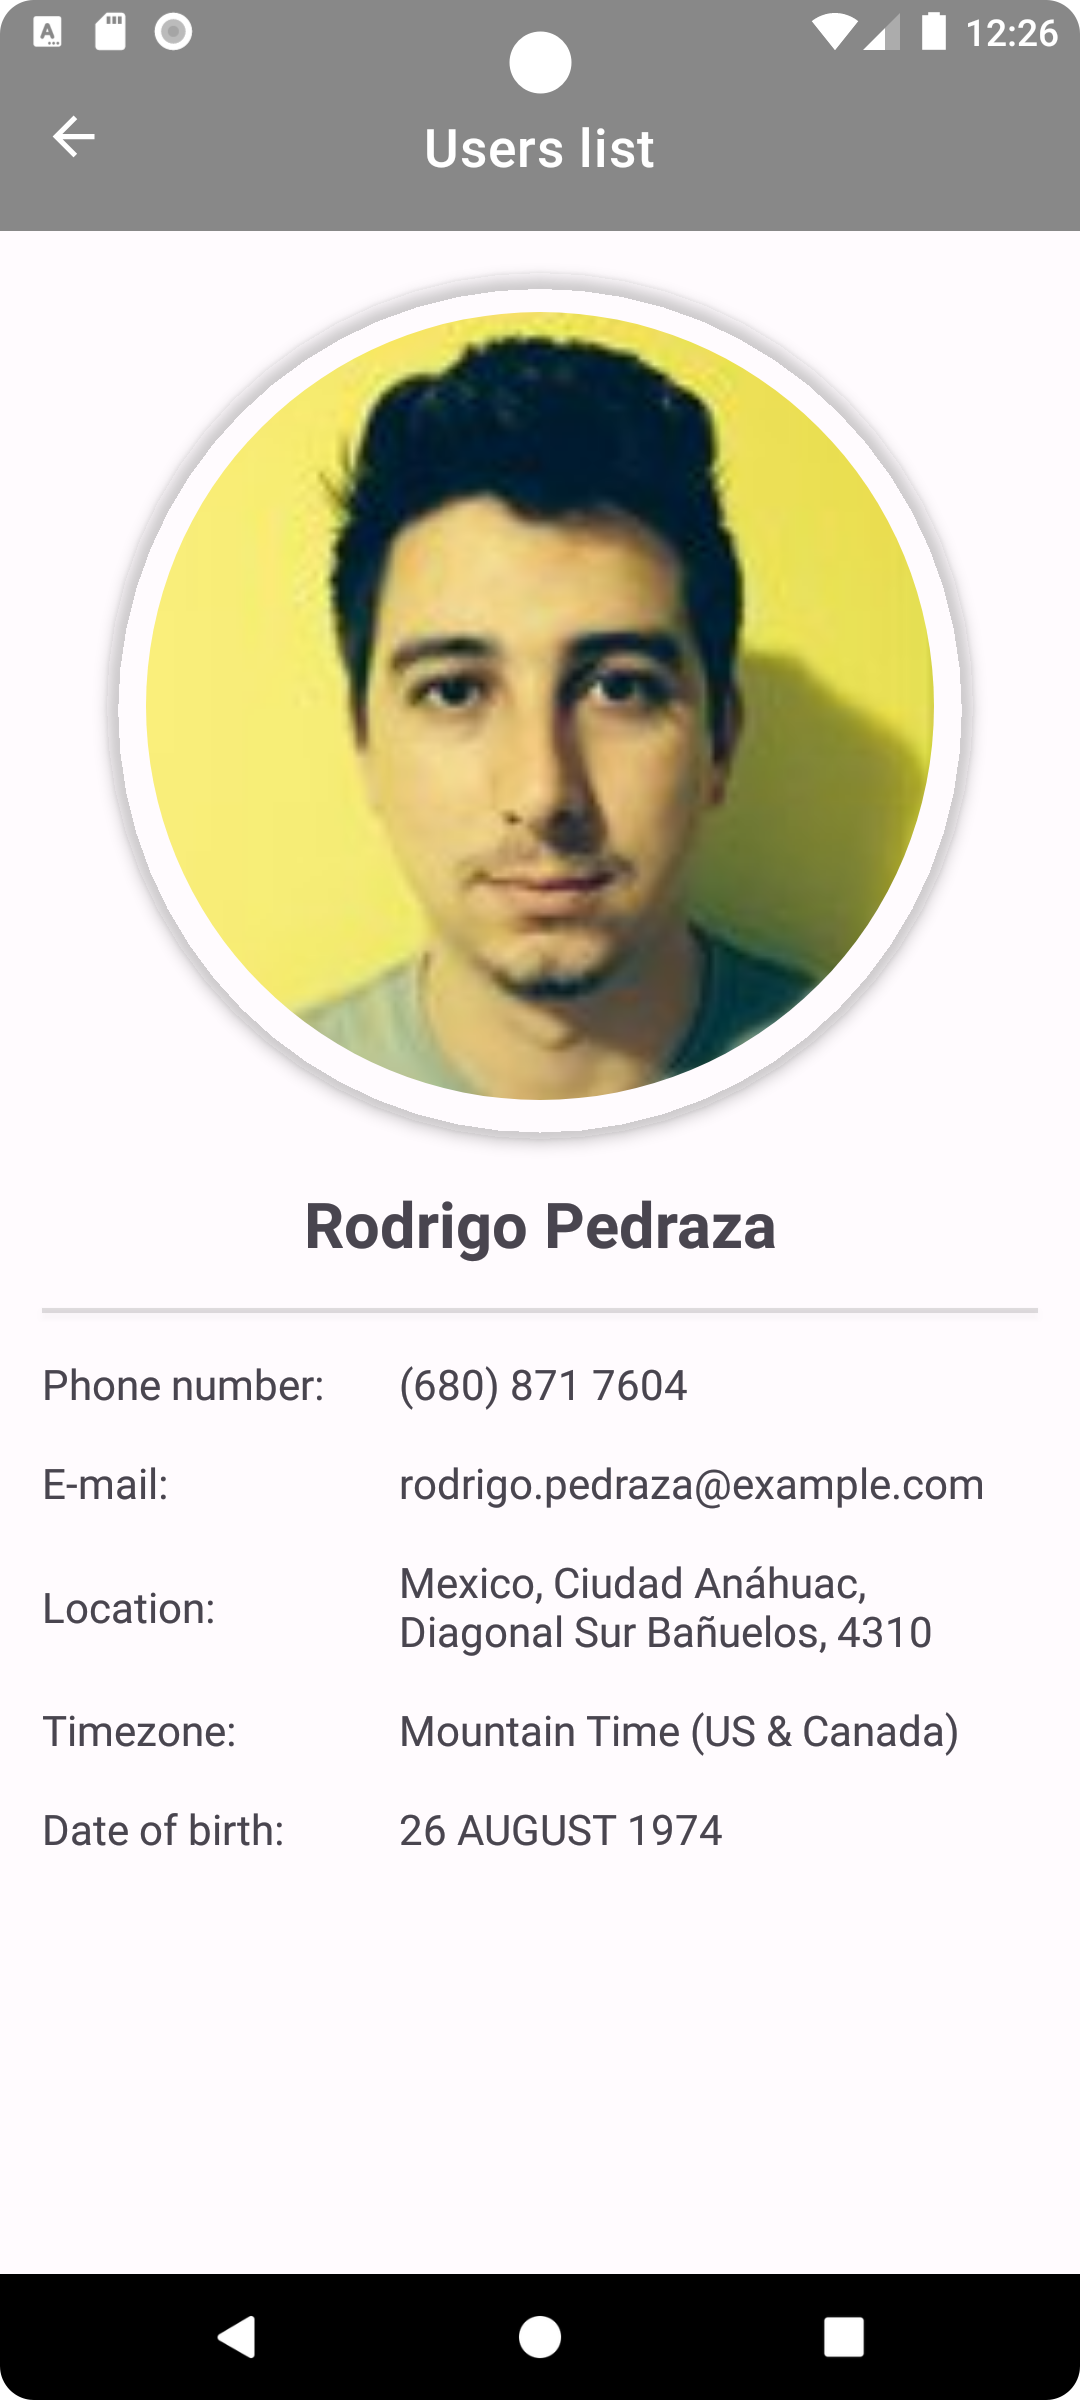 12:26
Users list
Rodrigo Pedraza
Phone number: (680) 871 7604
E-mail: rodrigo.pedraza@example.com
Location: Mexico, Ciudad Anáhuac,
Diagonal Sur Bañuelos, 4310
Timezone: Mountain Time (US & Canada)
Date of birth: 26 AUGUST 1974